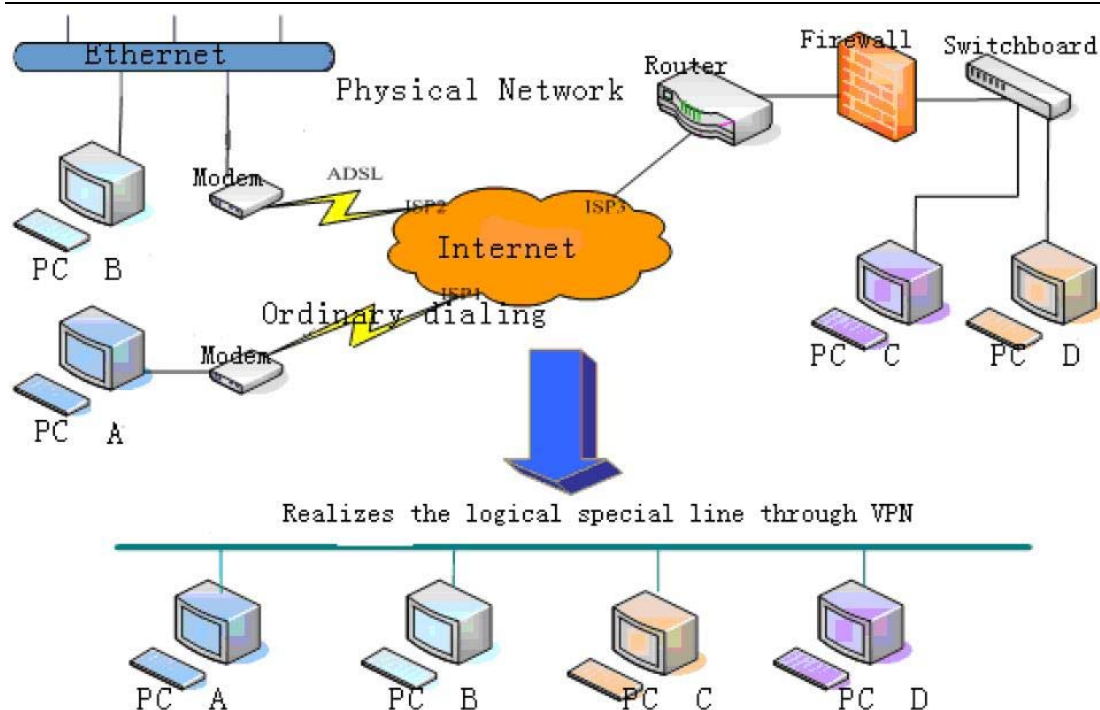 Ethernet
Firewall
Switchboard
Router
Physical Network
Modem
ADSL
ISP2
ISP3
Internet
PC B
ISP1
Ordinary dialing
Modem
PC C
PC D
PC A
Realizes the logical special line through VPN
PC A
PC B
PC C
PC D